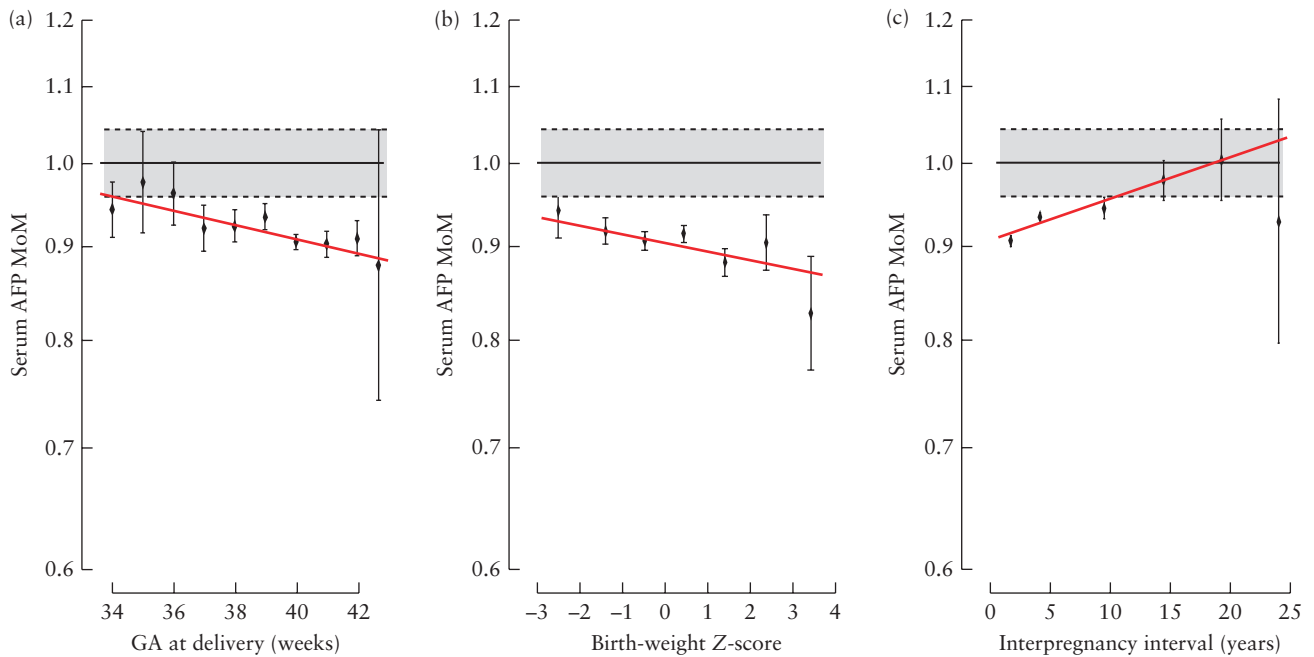 (a)
1.2
1.1
1.0
0.9
0.8
0.7
0.6
Serum AFP MoM
34 36 38 40 42
GA at delivery (weeks)
(b)
1.2
1.1
1.0
0.9
0.8
0.7
0.6
Serum AFP MoM
–3 –2 –1 0 1 2 3 4
Birth-weight Z-score
(c)
1.2
1.1
1.0
0.9
0.8
0.7
0.6
Serum AFP MoM
0 5 10 15 20 25
Interpregnancy interval (years)